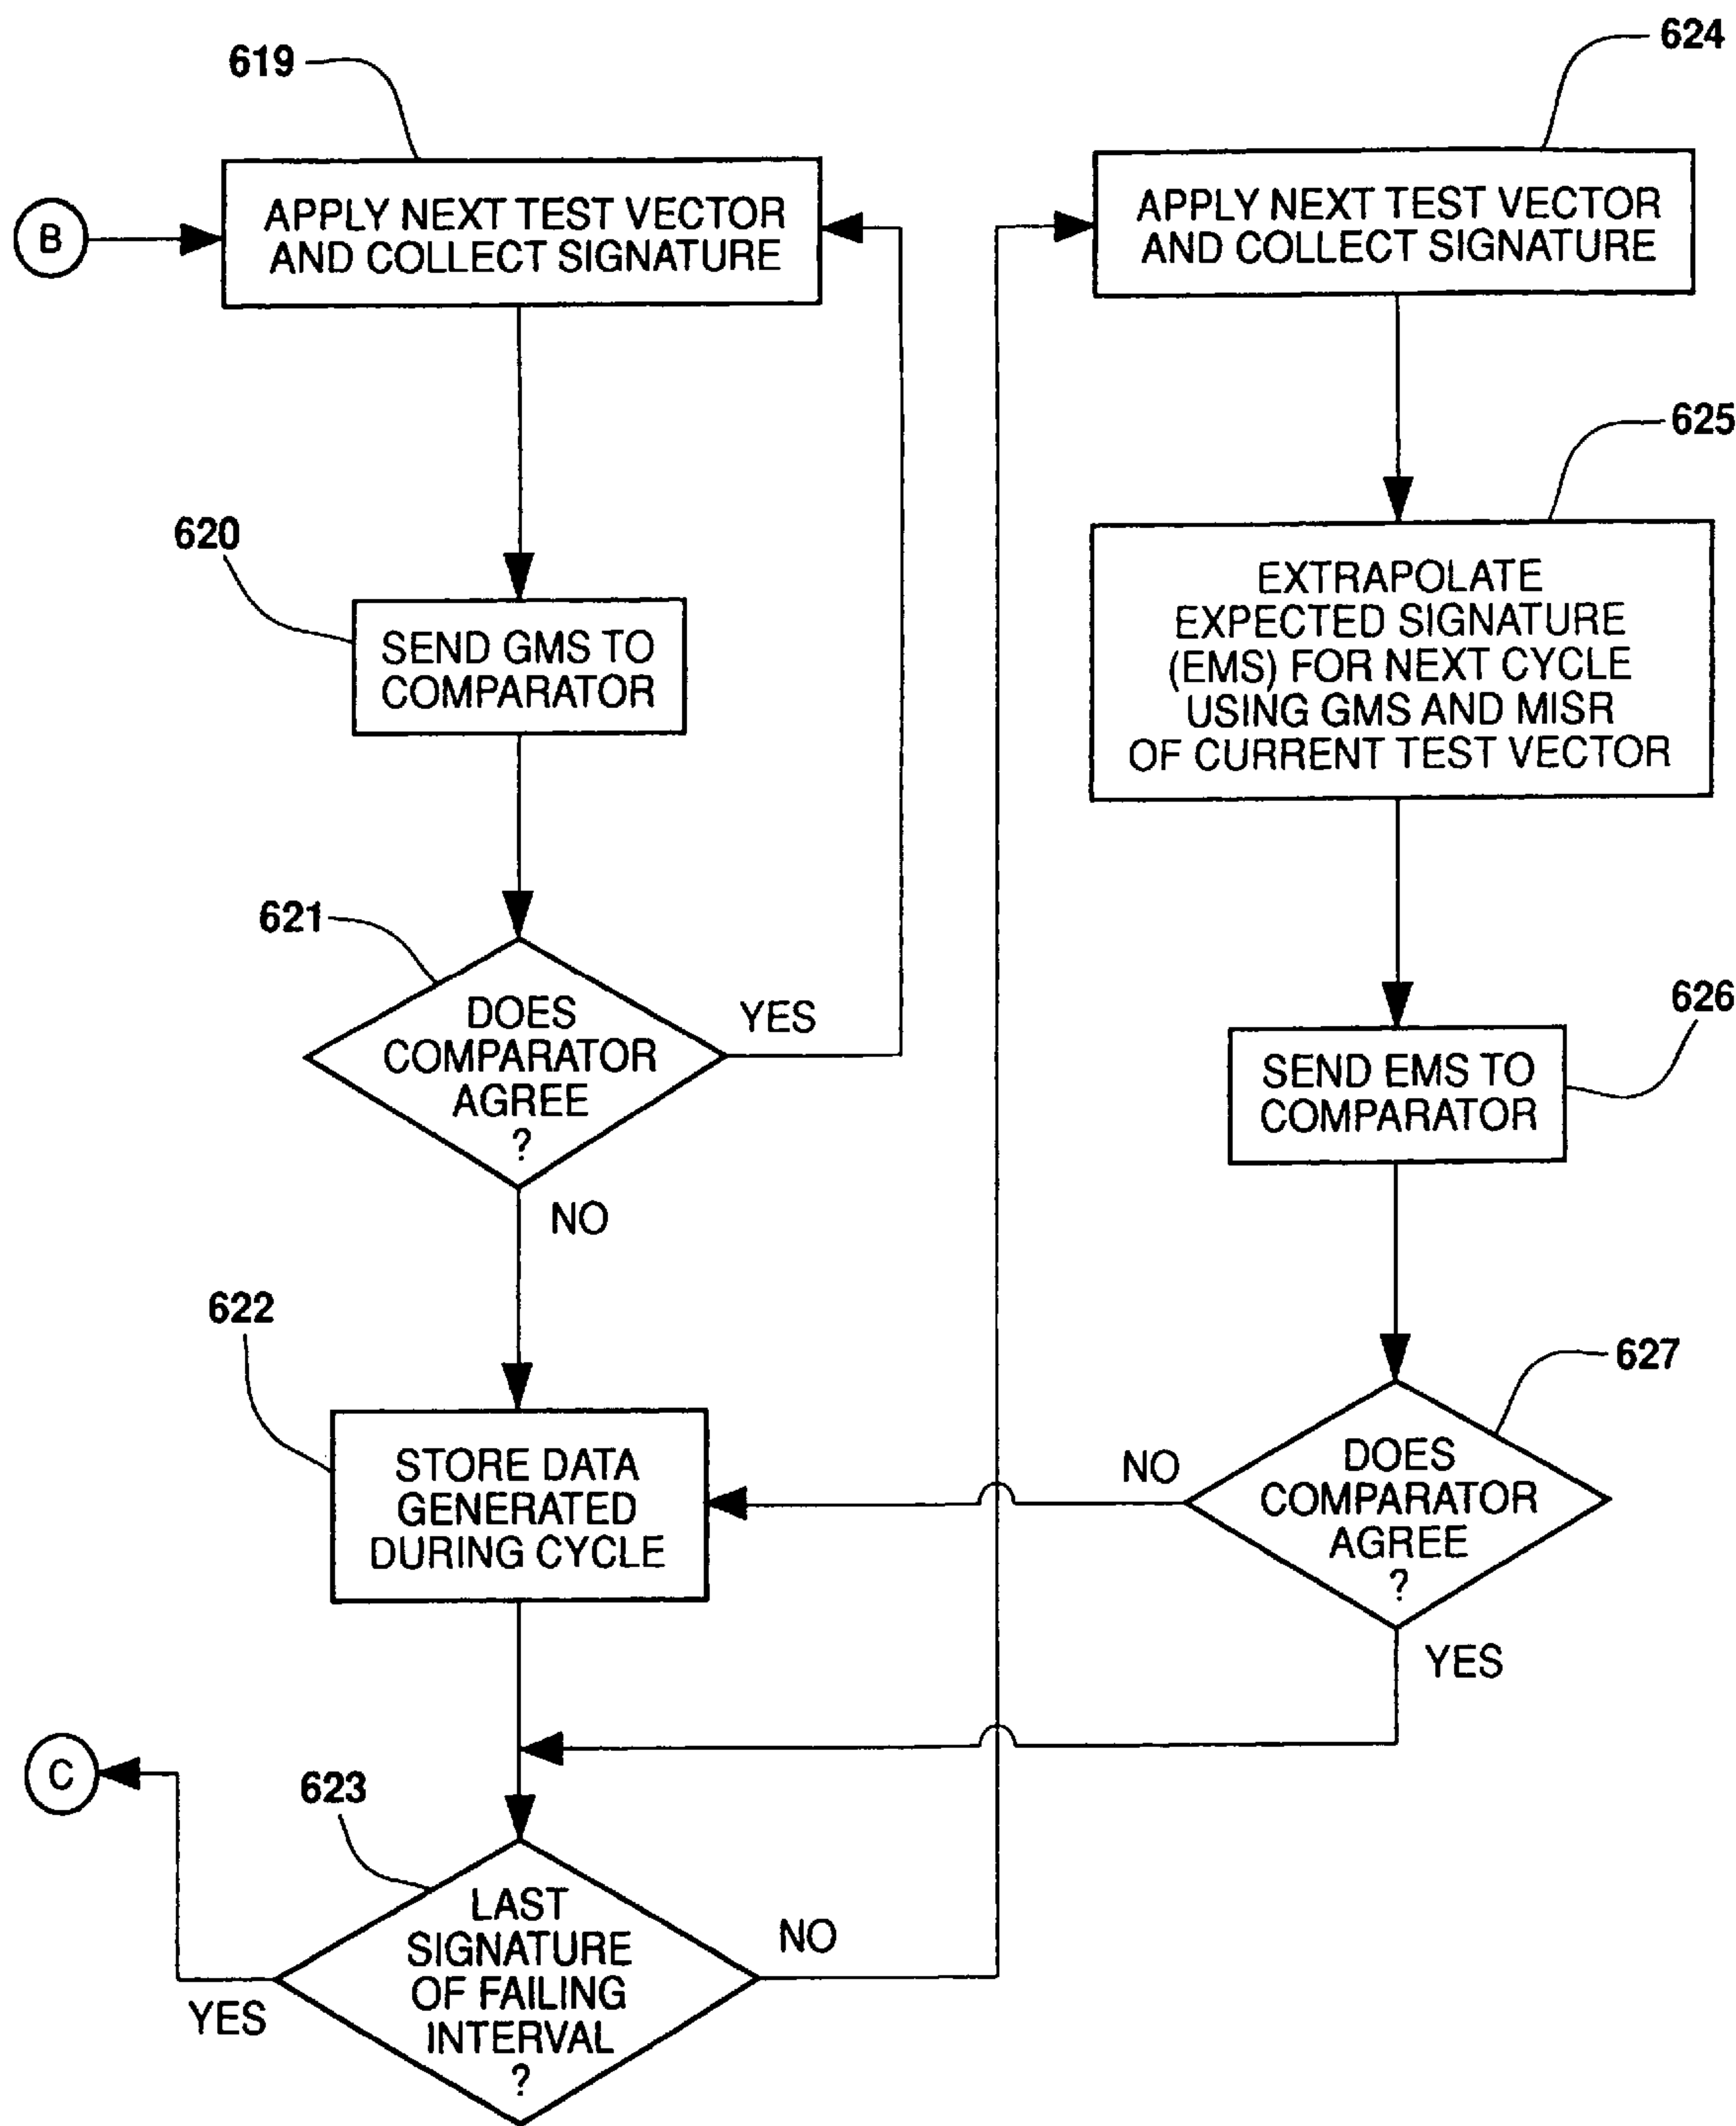 619
624
B
APPLY NEXT TEST VECTOR
AND COLLECT SIGNATURE
APPLY NEXT TEST VECTOR
AND COLLECT SIGNATURE
625
620
SEND GMS TO
COMPARATOR
EXTRAPOLATE
EXPECTED SIGNATURE
(EMS) FOR NEXT CYCLE
USING GMS AND MISR
OF CURRENT TEST VECTOR
621
DOES
COMPARATOR
AGREE
?
YES
NO
626
SEND EMS TO
COMPARATOR
622
STORE DATA
GENERATED
DURING CYCLE
627
DOES
COMPARATOR
AGREE
?
NO
YES
C
623
LAST
SIGNATURE
OF FAILING
INTERVAL
?
NO
YES